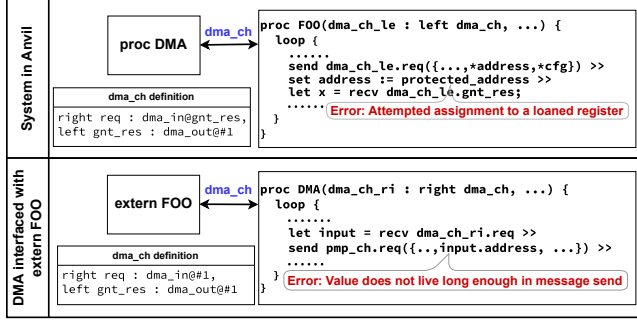 System in Anvil
proc DMA
dma_ch
dma_ch definition
right req : dma_in@gnt_res,
left gnt_res : dma_out@#1
proc FOO(dma_ch_le : left dma_ch, ...) {
loop {
......
send dma_ch_le.req({...,*address,*cfg}) >>
set address := protected_address >>
let x = recv dma_ch_le.gnt_res;
......
Error: Attempted assignment to a loaned register
}
}
DMA interfaced with
extern FOO
extern FOO
dma_ch
dma_ch definition
right req : dma_in@#1,
left gnt_res : dma_out@#1
proc DMA(dma_ch_ri : right dma_ch, ...) {
loop {
.......
let input = recv dma_ch_ri.req >>
send pmp_ch.req({..,input.address, ...}) >>
......
}
Error: Value does not live long enough in message send
}